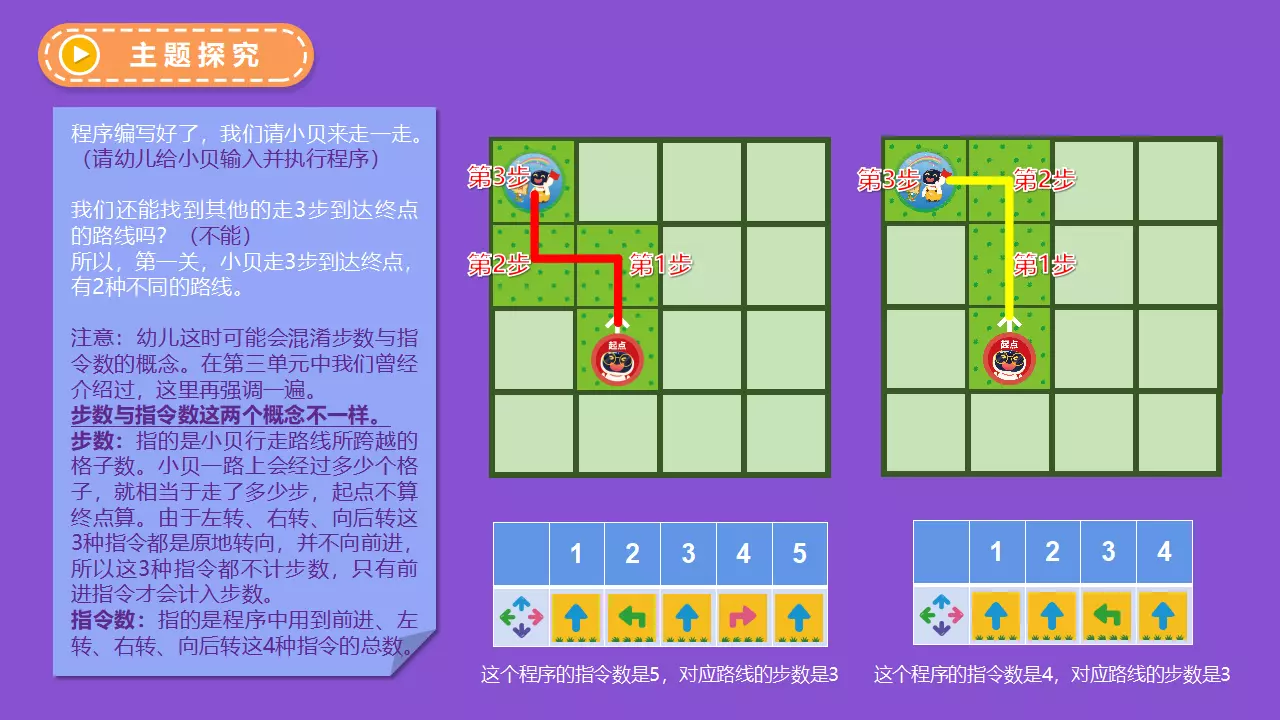 主题探究
程序编写好了，我们请小贝来走一走。
（请幼儿给小贝输入并执行程序）
我们还能找到其他的走3步到达终点
的路线吗？（不能）
所以，第一关，小贝走3步到达终点，
有2种不同的路线。
注意：幼儿这时可能会混淆步数与指
令数的概念。在第三单元中我们曾经
介绍过，这里再强调一遍。
步数与指令数这两个概念不一样。
步数：指的是小贝行走路线所跨越的
格子数。小贝一路上会经过多少个格
子，就相当于走了多少步，起点不算
终点算。由于左转、右转、向后转这
3种指令都是原地转向，并不向前进，
所以这3种指令都不计步数，只有前
进指令才会计入步数。
指令数：指的是程序中用到前进、左
转、右转、向后转这4种指令的总数。
第3步
第2步
第1步
起点
1 2 3 4 5
这个程序的指令数是5，对应路线的步数是3
第3步
第2步
第1步
起点
1 2 3 4
这个程序的指令数是4，对应路线的步数是3